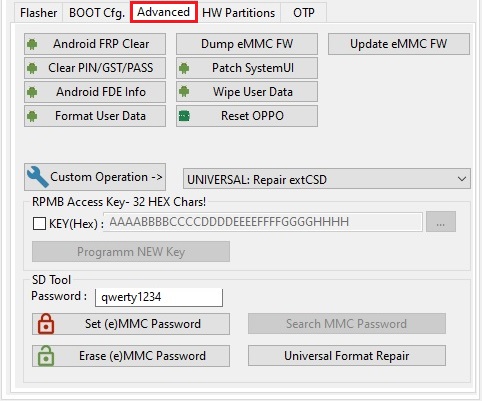 Flasher BOOT Cfg. Advanced HW Partitions OTP
Android FRP Clear Dump eMMC FW Update eMMC FW
Clear PIN/GST/PASS Patch SystemUI
Android FDE Info Wipe User Data
Format User Data Reset OPPO
Custom Operation -> UNIVERSAL: Repair extCSD
RPMB Access Key- 32 HEX Chars!
KEY(Hex) : AAAABBBBCCCCDDDDEEEEFFFFGGGGHHHH ...
Programm NEW Key
SD Tool
Password : qwerty1234
Set (e)MMC Password Search MMC Password
Erase (e)MMC Password Universal Format Repair